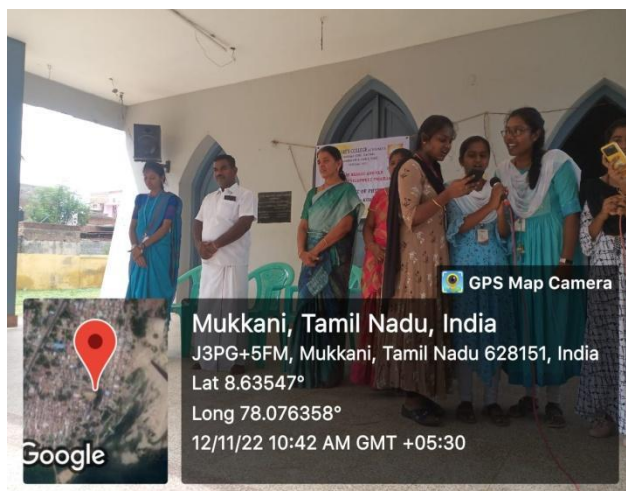 GPS Map Camera
Mukkani, Tamil Nadu, India
J3PG+5FM, Mukkani, Tamil Nadu 628151, India
Lat 8.63547°
Long 78.076358°
12/11/22 10:42 AM GMT +05:30
Google